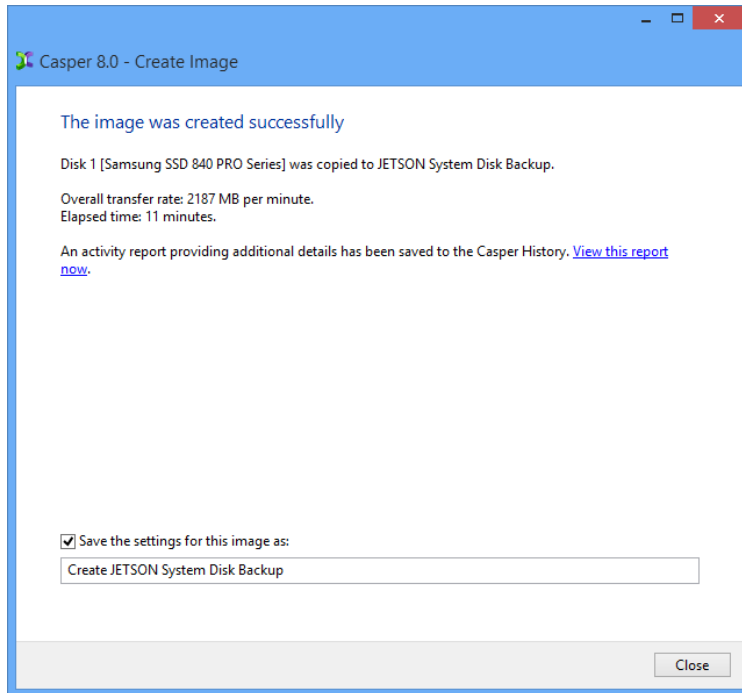 Casper 8.0 - Create Image
The image was created successfully
Disk 1 [Samsung SSD 840 PRO Series] was copied to JETSON System Disk Backup.
Overall transfer rate: 2187 MB per minute.
Elapsed time: 11 minutes.
An activity report providing additional details has been saved to the Casper History. View this report
now.
Save the settings for this image as:
Create JETSON System Disk Backup
Close